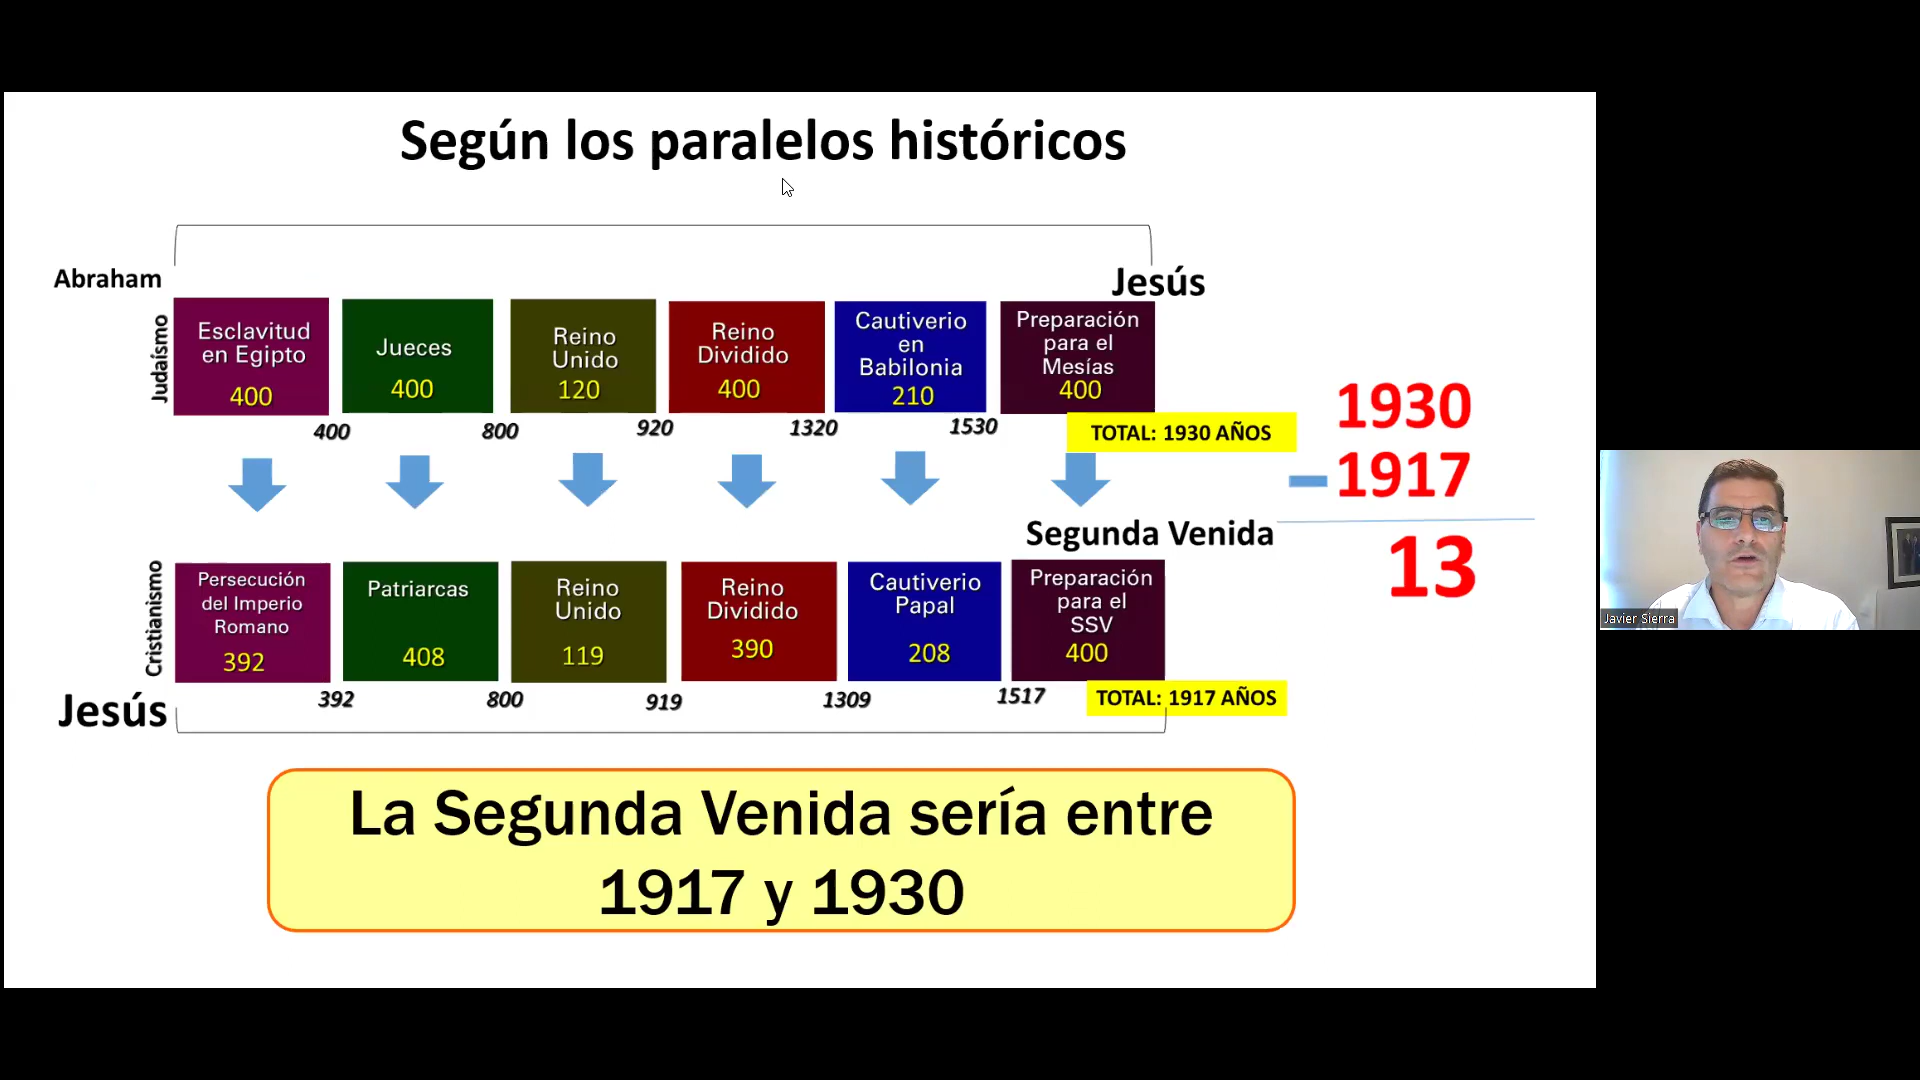 Según los paralelos históricos
Abraham
Jesús
Judaísmo
Esclavitud
en Egipto
400
Jueces
400
Reino
Unido
120
Reino
Dividido
400
Cautiverio
en
Babilonia
210
Preparación
para el
Mesías
400
400
800
920
1320
1530
TOTAL: 1930 AÑOS
1930
1917
13
Segunda Venida
Cristianismo
Persecución
del Imperio
Romano
392
Patriarcas
408
Reino
Unido
119
Reino
Dividido
390
Cautiverio
Papal
208
Preparación
para el
SSV
400
Jesús
392
800
919
1309
1517
TOTAL: 1917 AÑOS
La Segunda Venida sería entre
1917 y 1930
Javier Sierra